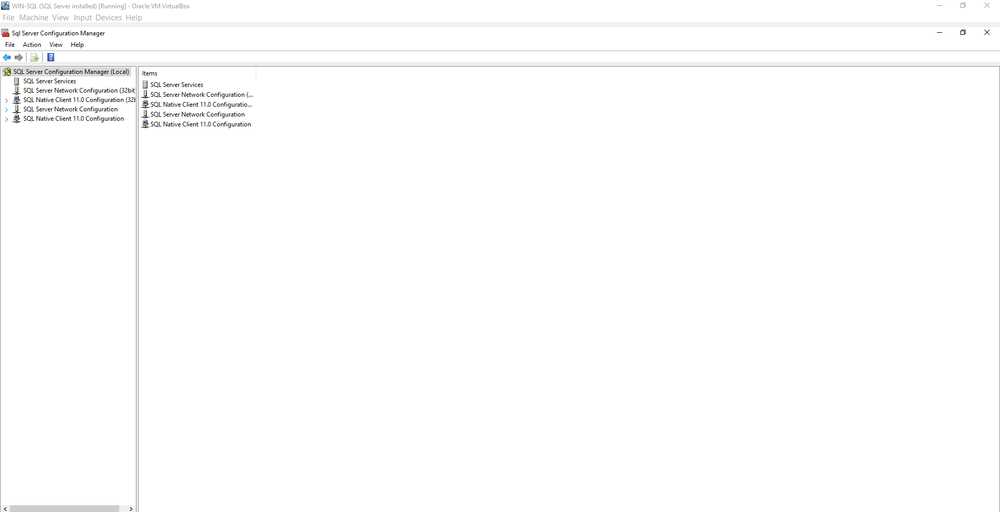 WIN-SQL (SQL Server installed) [Running] - Oracle VM VirtualBox
File Machine View Input Devices Help
Sql Server Configuration Manager
File Action View Help
SQL Server Configuration Manager (Local)
SQL Server Services
SQL Server Network Configuration (32bit
SQL Native Client 11.0 Configuration (32b
SQL Server Network Configuration
SQL Native Client 11.0 Configuration
Items
SQL Server Services
SQL Server Network Configuration (...
SQL Native Client 11.0 Configuratio...
SQL Server Network Configuration
SQL Native Client 11.0 Configuration